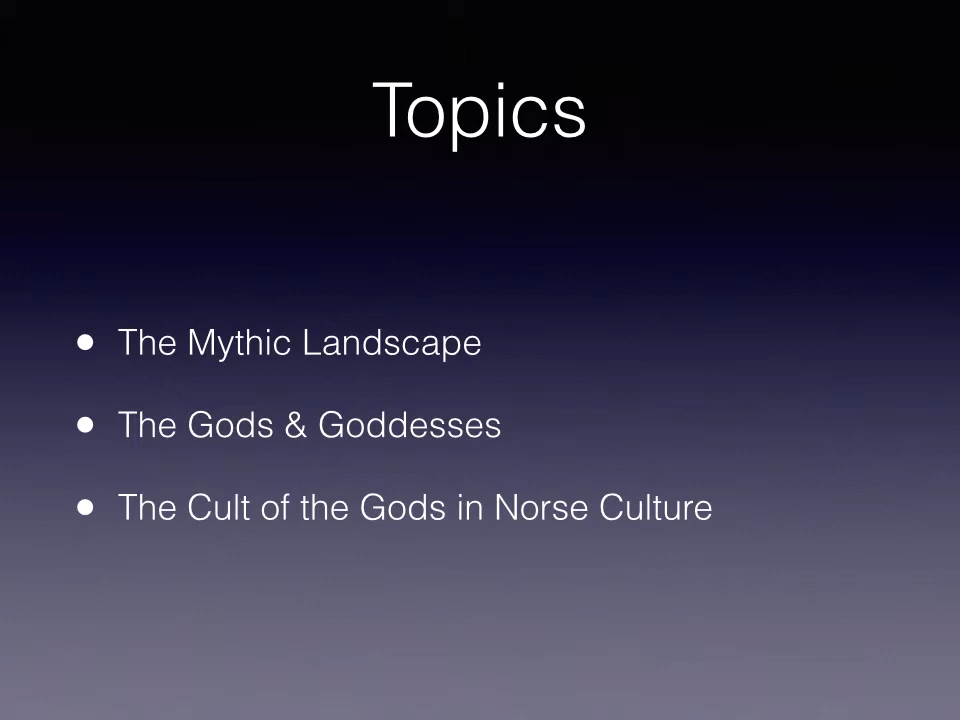 Topics
• The Mythic Landscape
• The Gods & Goddesses
• The Cult of the Gods in Norse Culture